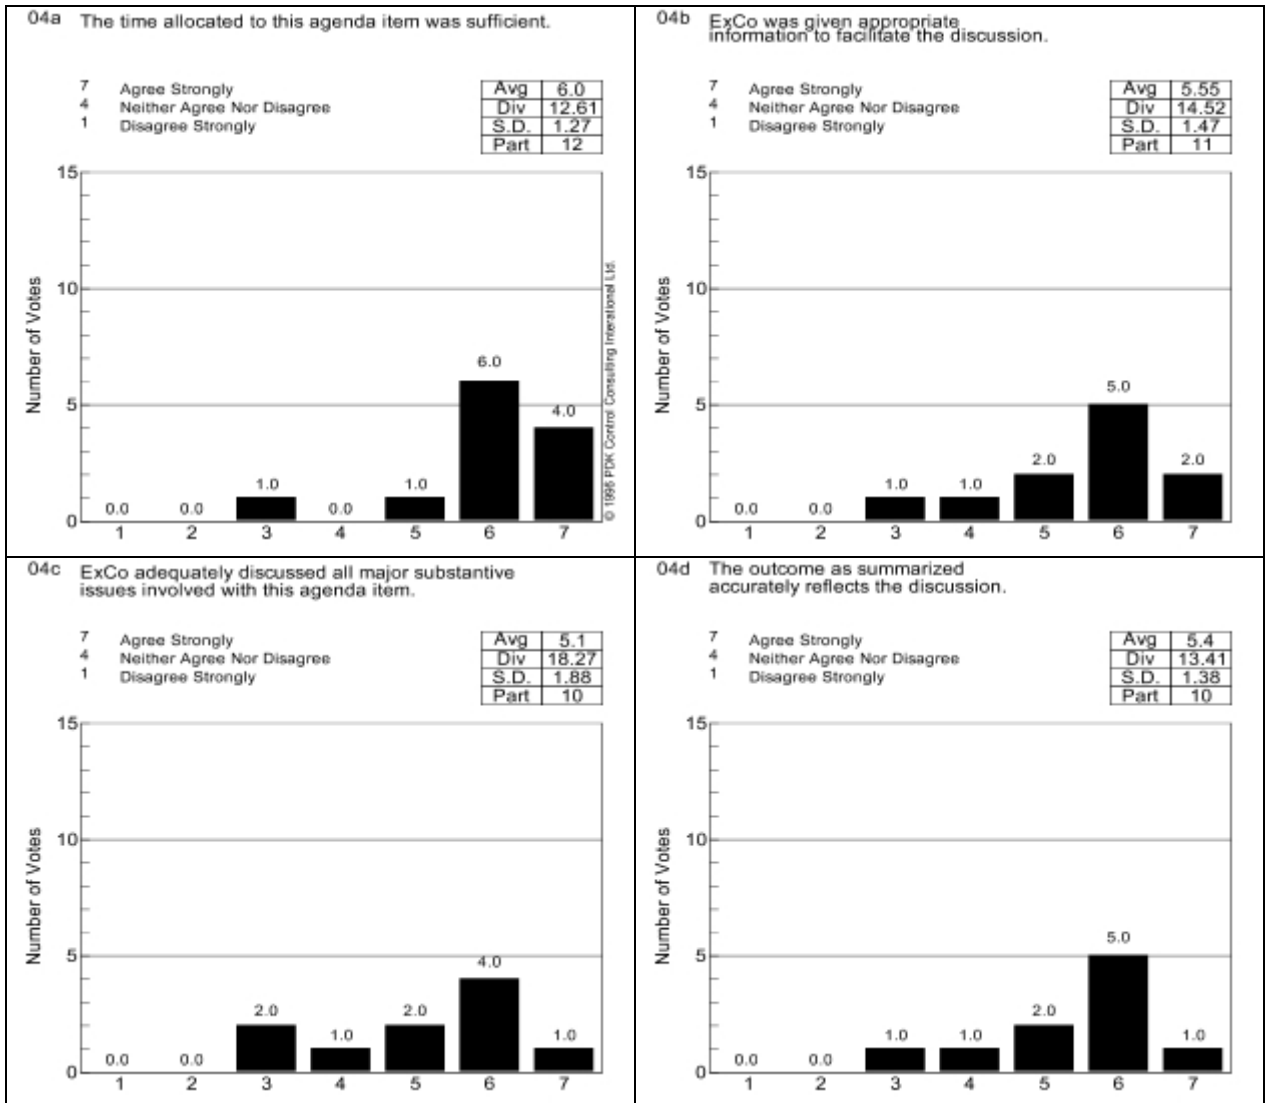 04a The time allocated to this agenda item was sufficient.
7 Agree Strongly
4 Neither Agree Nor Disagree
1 Disagree Strongly
Avg 6.0
Div 12.61
S.D. 1.27
Part 12
15
10
5
0
Number of Votes
0.0 0.0 1.0 0.0 1.0 6.0 4.0
1 2 3 4 5 6 7
© 1996 PDK Control Consulting Interational Ltd.
04b ExCo was given appropriate
information to facilitate the discussion.
7 Agree Strongly
4 Neither Agree Nor Disagree
1 Disagree Strongly
Avg 5.55
Div 14.52
S.D. 1.47
Part 11
15
10
5
0
Number of Votes
0.0 0.0 1.0 1.0 2.0 5.0 2.0
1 2 3 4 5 6 7
04c ExCo adequately discussed all major substantive
issues involved with this agenda item.
7 Agree Strongly
4 Neither Agree Nor Disagree
1 Disagree Strongly
Avg 5.1
Div 18.27
S.D. 1.88
Part 10
15
10
5
0
Number of Votes
0.0 0.0 2.0 1.0 2.0 4.0 1.0
1 2 3 4 5 6 7
04d The outcome as summarized
accurately reflects the discussion.
7 Agree Strongly
4 Neither Agree Nor Disagree
1 Disagree Strongly
Avg 5.4
Div 13.41
S.D. 1.38
Part 10
15
10
5
0
Number of Votes
0.0 0.0 1.0 1.0 2.0 5.0 1.0
1 2 3 4 5 6 7